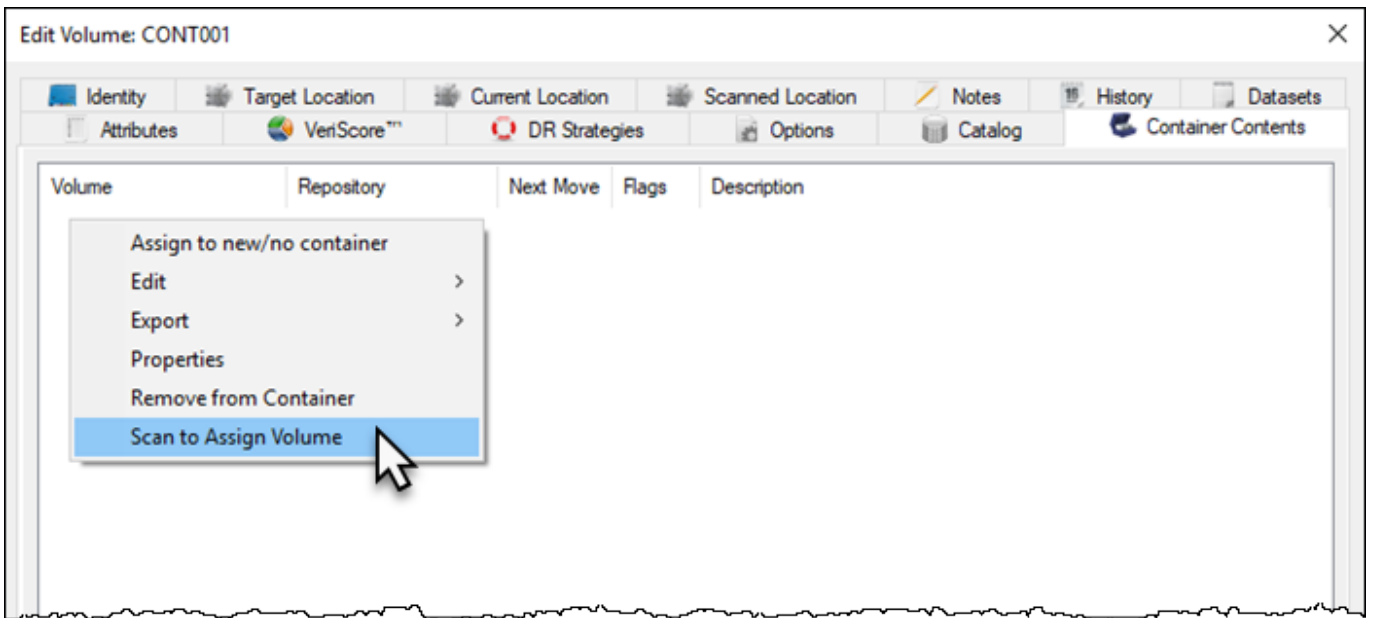 Edit Volume: CONT001
Identity Target Location Current Location Scanned Location Notes History Datasets
Attributes VeriScore™ DR Strategies Options Catalog Container Contents
Volume Repository Next Move Flags Description
Assign to new/no container
Edit
Export
Properties
Remove from Container
Scan to Assign Volume